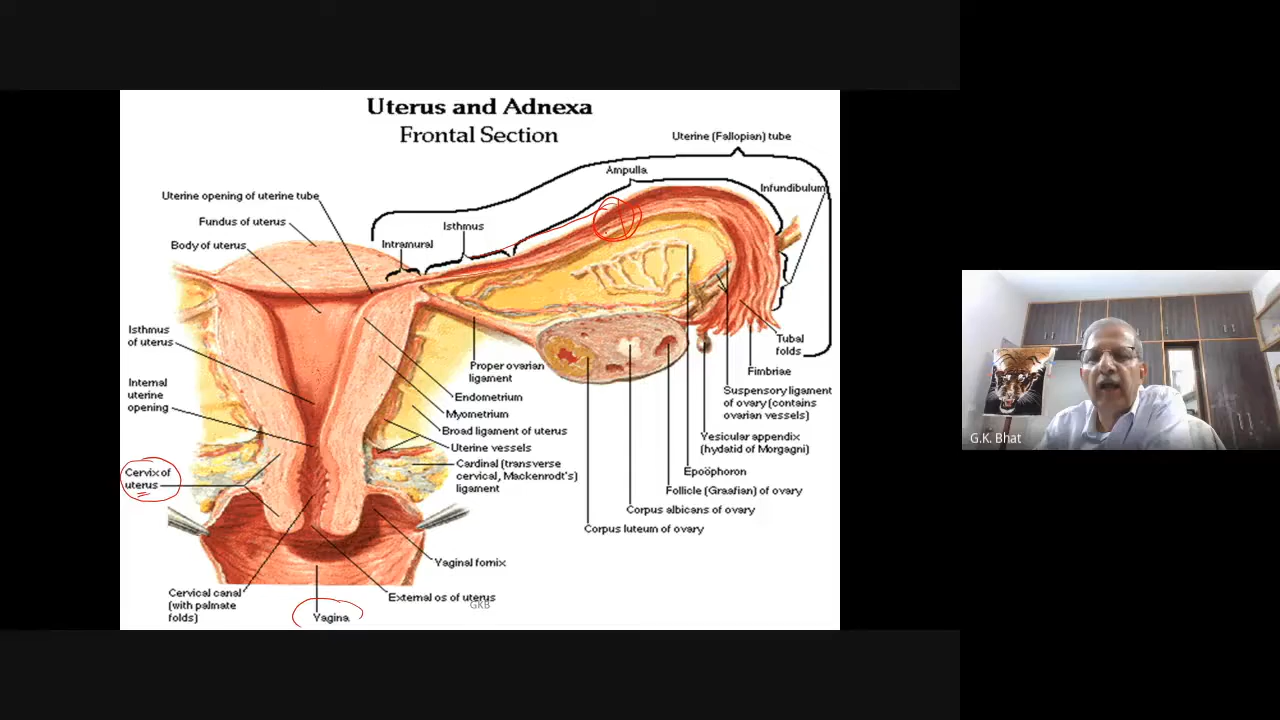 Uterus and Adnexa
Frontal Section
Uterine (Fallopian) tube
Ampulla
Infundibulum
Uterine opening of uterine tube
Fundus of uterus
Body of uterus
Isthmus
Intramural
Isthmus
of uterus
Internal
uterine
opening
Cervix of
uterus
Cervical canal
(with palmate
folds)
Vagina
External os of uterus
GKB
Vaginal fornix
Proper ovarian
ligament
Endometrium
Myometrium
Broad ligament of uterus
Uterine vessels
Cardinal (transverse
cervical, Mackenrodt's)
ligament
Tubal
folds
Fimbriae
Suspensory ligament
of ovary (contains
ovarian vessels)
Vesicular appendix
(hydatid of Morgagni)
Epoöphoron
Follicle (Graafian) of ovary
Corpus albicans of ovary
Corpus luteum of ovary
G.K. Bhat